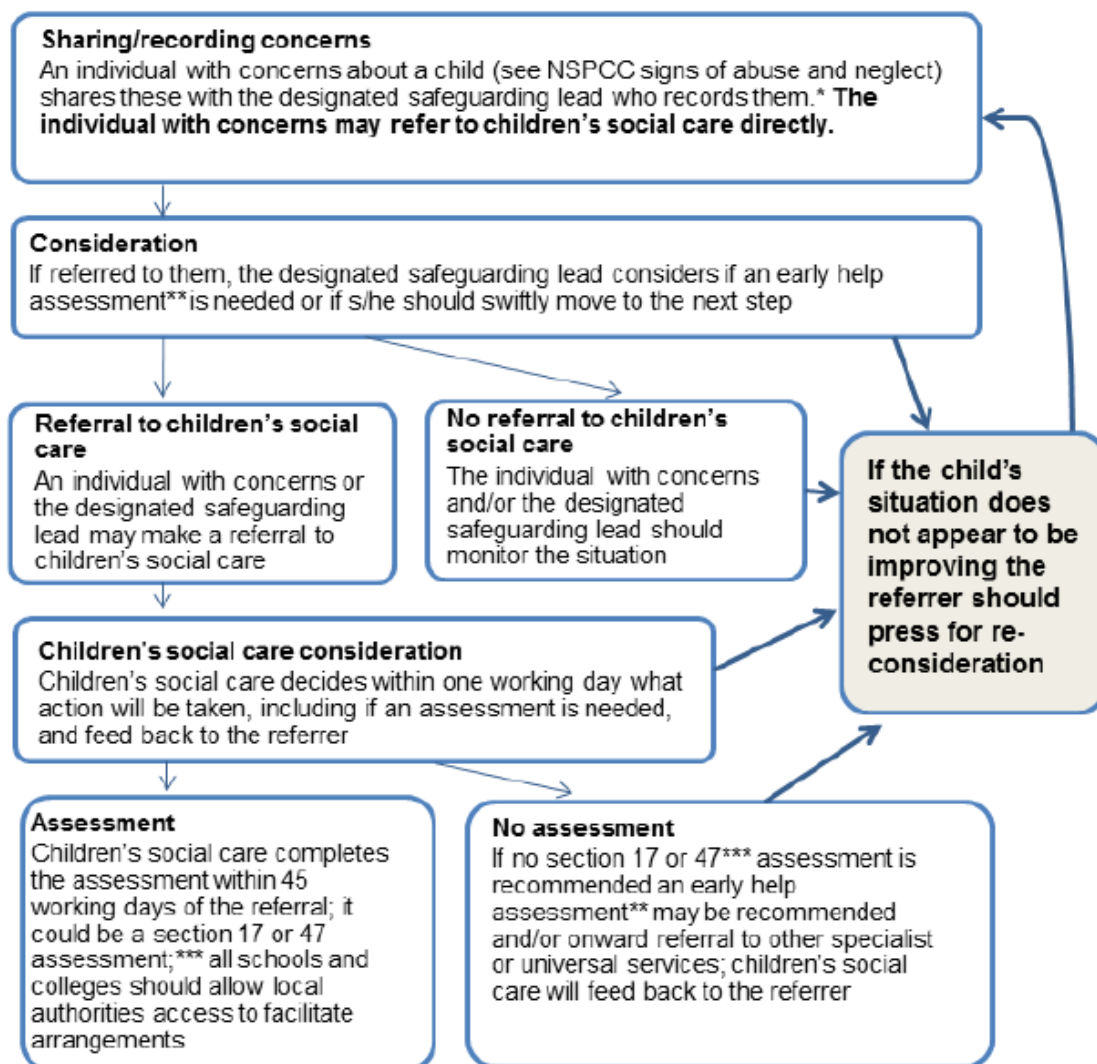 Sharing/recording concerns
An individual with concerns about a child (see NSPCC signs of abuse and neglect)
shares these with the designated safeguarding lead who records them.* The
individual with concerns may refer to children's social care directly.
Consideration
If referred to them, the designated safeguarding lead considers if an early help
assessment** is needed or if s/he should swiftly move to the next step
Referral to children's social
care
An individual with concerns or
the designated safeguarding
lead may make a referral to
children's social care
No referral to children's
social care
The individual with concerns
and/or the designated
safeguarding lead should
monitor the situation
If the child's
situation does
not appear to be
improving the
referrer should
press for re-
consideration
Children's social care consideration
Children's social care decides within one working day what
action will be taken, including if an assessment is needed,
and feed back to the referrer
Assessment
Children's social care completes
the assessment within 45
working days of the referral; it
could be a section 17 or 47
assessment;*** all schools and
colleges should allow local
authorities access to facilitate
arrangements
No assessment
If no section 17 or 47*** assessment is
recommended an early help
assessment** may be recommended
and/or onward referral to other specialist
or universal services; children's social
care will feed back to the referrer